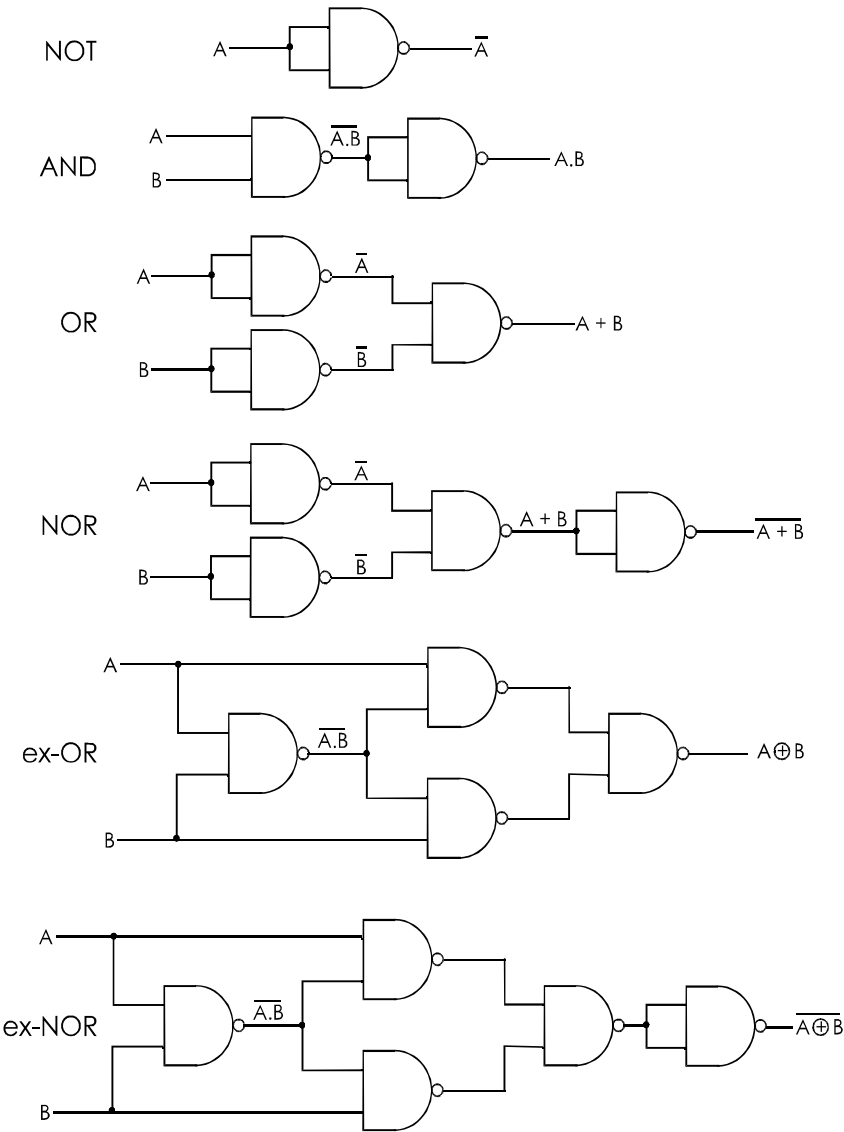 NOT A A̅
AND A B A̅.̅B̅ A.B
OR A A̅ B B̅ A + B
NOR A A̅ B B̅ A + B A̅ ̅+̅ ̅B̅
ex-OR A B A̅.̅B̅ A⊕B
ex-NOR A B A̅.̅B̅ A̅⊕̅B̅